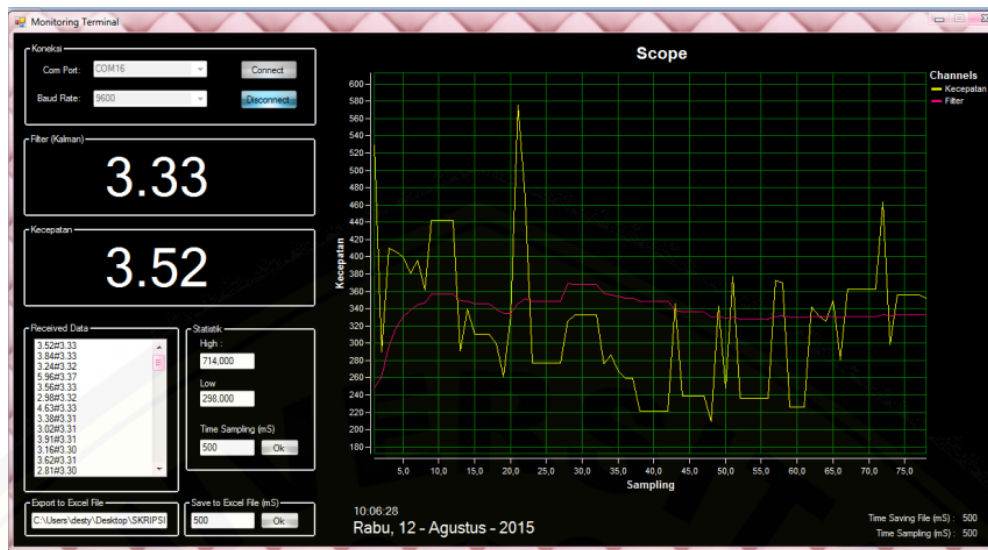 Monitoring Terminal
Koneksi
Com Port:
COM16
Connect
Baud Rate:
9600
Disconnect
Filter (Kalman)
3.33
Kecepatan
3.52
Received Data
3.52#3.33
3.84#3.33
3.24#3.32
5.96#3.37
3.56#3.33
2.98#3.32
4.63#3.33
3.38#3.31
3.02#3.31
3.91#3.31
3.16#3.30
3.62#3.31
2.81#3.30
Statistik
High :
714,000
Low
298,000
Time Sampling (mS)
500
Ok
Export to Excel File
C:\Users\desty\Desktop\SKRIPSI
Save to Excel File (mS)
500
Ok
Scope
Channels
Kecepatan
Filter
Kecepatan
600
580
560
540
520
500
480
460
440
420
400
380
360
340
320
300
280
260
240
220
200
180
5,0 10,0 15,0 20,0 25,0 30,0 35,0 40,0 45,0 50,0 55,0 60,0 65,0 70,0 75,0
Sampling
10:06:28
Rabu, 12 - Agustus - 2015
Time Saving File (mS) : 500
Time Sampling (mS) : 500